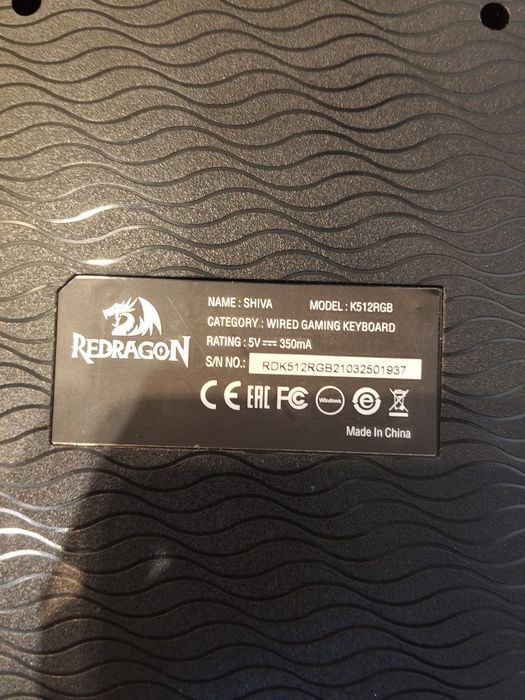 REDRAGON
NAME : SHIVA MODEL : K512RGB
CATEGORY : WIRED GAMING KEYBOARD
RATING : 5V⎓350mA
S/N NO.: RDK512RGB21032501937
CE EAC FC Windows e
Made In China